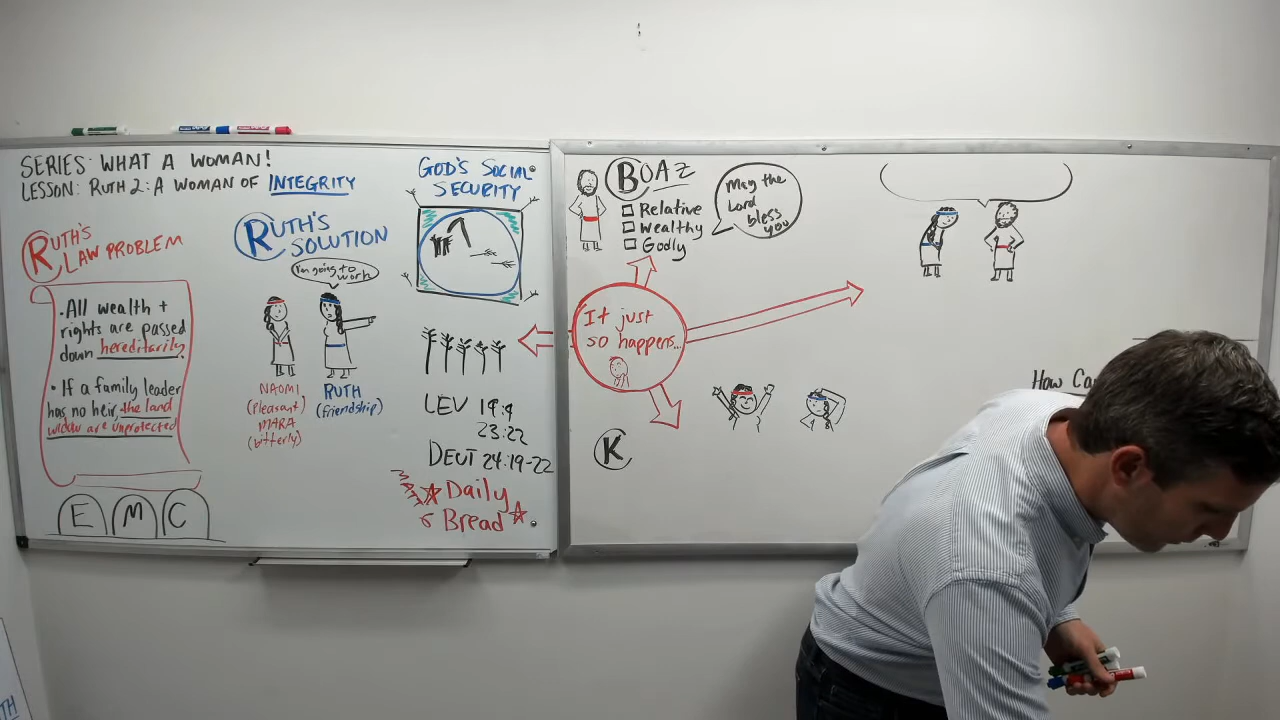 SERIES: WHAT A WOMAN!
LESSON: RUTH 2: A WOMAN OF INTEGRITY
RUTH'S
LAW PROBLEM
• All wealth +
rights are passed
down hereditarily.
• If a family leader
has no heir, the land
widow are unprotected
E M C
RUTH'S
SOLUTION
I'm going to
work
NAOMI
(pleasant)
MARA
(bitterly)
RUTH
(friendship)
GOD'S SOCIAL
SECURITY
LEV 19:9
23:22
DEUT 24:19-22
Daily
Bread
BOAZ
Relative
Wealthy
Godly
May the
Lord
bless
you
It just
so happens...
K
How Ca
TH